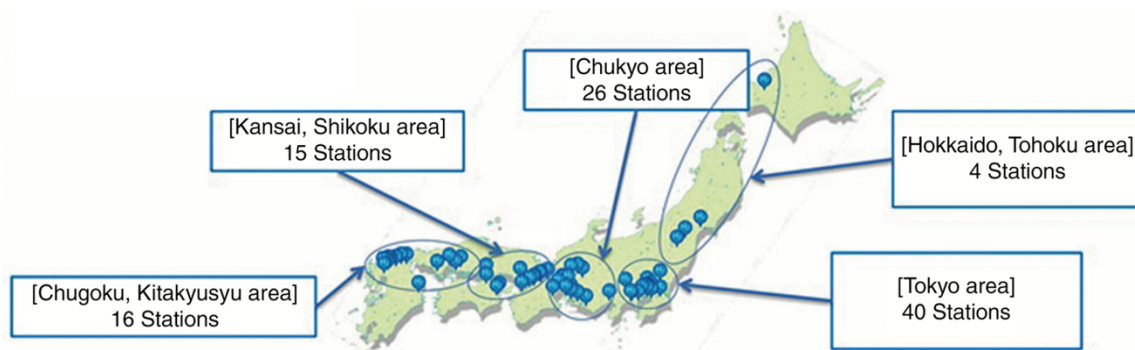 [Chukyo area]
26 Stations
[Kansai, Shikoku area]
15 Stations
[Hokkaido, Tohoku area]
4 Stations
[Chugoku, Kitakyusyu area]
16 Stations
[Tokyo area]
40 Stations